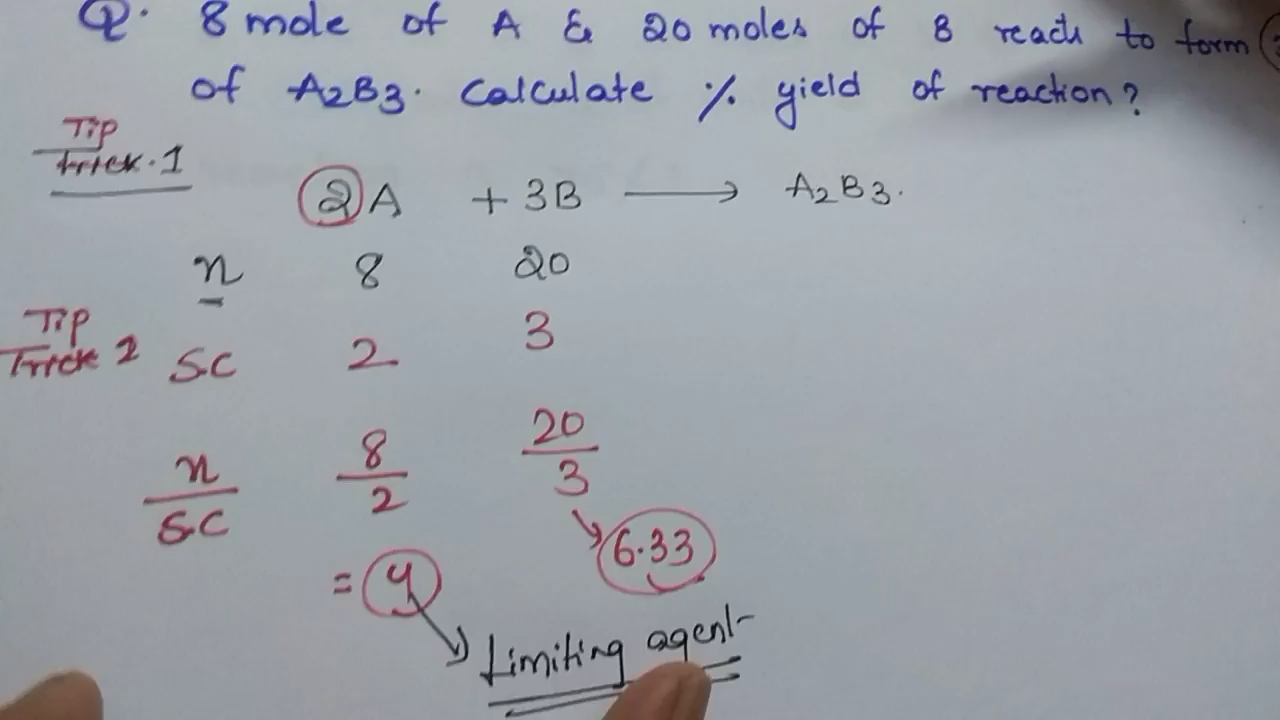 Q. 8 mole of A & 20 moles of B react to form
of A2B3. Calculate % yield of reaction?
Tip
Trick.1
2A + 3B ⟶ A2B3.
n 8 20
Tip
Trick 2
SC 2 3
n/SC 8/2 20/3
= 4 6.33
Limiting agent